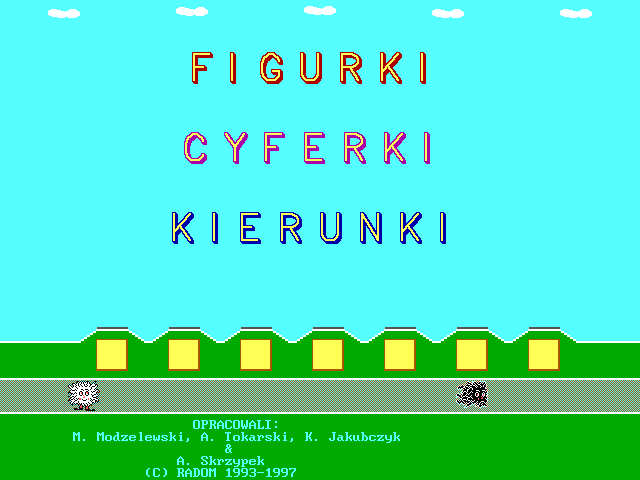 FIGURKI
CYFERKI
KIERUNKI
OPRACOWALI:
M. Modzelewski, A. Tokarski, K. Jakubczyk
&
A. Skrzypek
(C) RADOM 1993-1997